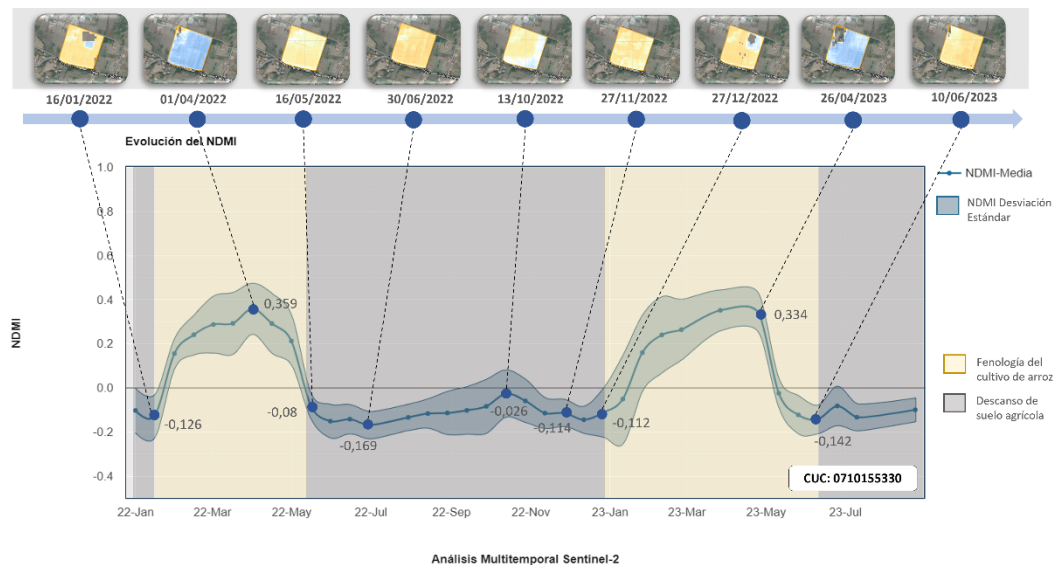 16/01/2022 01/04/2022 16/05/2022 30/06/2022 13/10/2022 27/11/2022 27/12/2022 26/04/2023 10/06/2023
Evolución del NDMI
1.0
0.8
0.6
0.4
0.2
0.0
-0.2
-0.4
NDMI
0,359
-0,126
-0,08
-0,169
-0,026
-0,114
-0,112
0,334
-0,142
NDMI-Media
NDMI Desviación
Estándar
Fenología del
cultivo de arroz
Descanso de
suelo agrícola
CUC: 0710155330
22-Jan 22-Mar 22-May 22-Jul 22-Sep 22-Nov 23-Jan 23-Mar 23-May 23-Jul
Análisis Multitemporal Sentinel-2